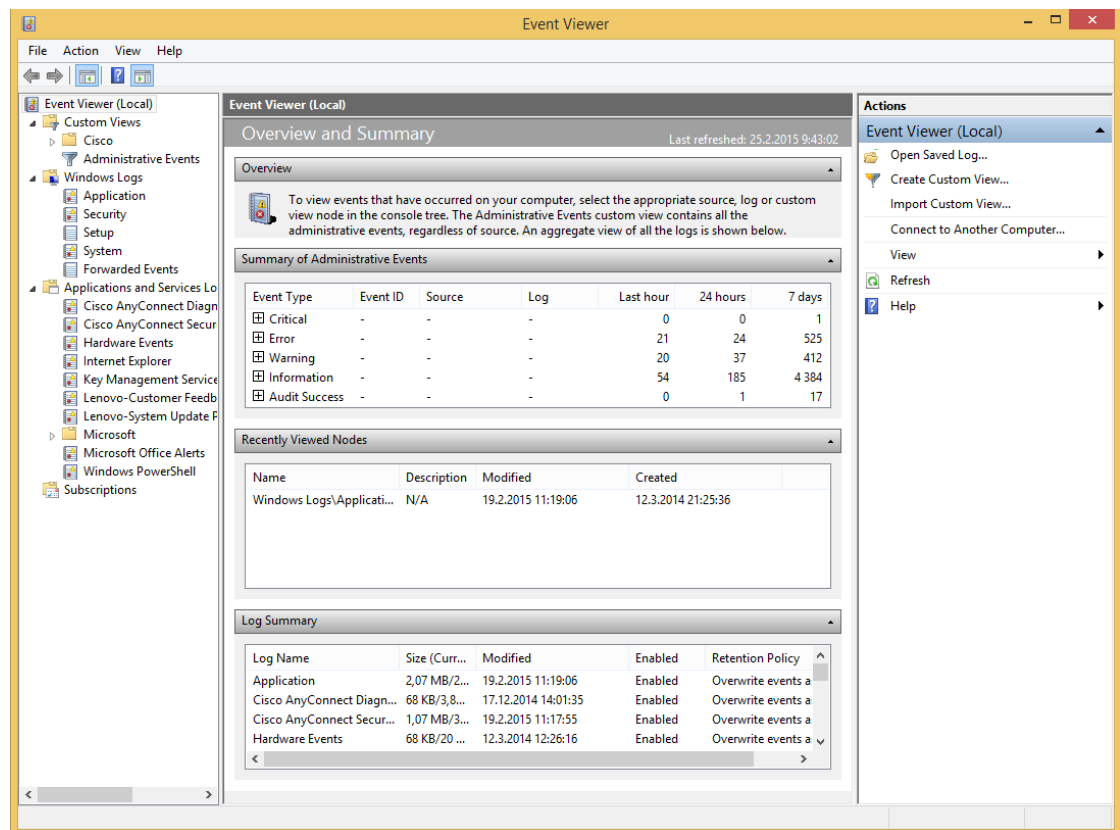 Event Viewer
File Action View Help
Event Viewer (Local)
Custom Views
Cisco
Administrative Events
Windows Logs
Application
Security
Setup
System
Forwarded Events
Applications and Services Lo
Cisco AnyConnect Diagn
Cisco AnyConnect Secur
Hardware Events
Internet Explorer
Key Management Service
Lenovo-Customer Feedb
Lenovo-System Update P
Microsoft
Microsoft Office Alerts
Windows PowerShell
Subscriptions
Event Viewer (Local)
Overview and Summary Last refreshed: 25.2.2015 9:43:02
Overview
To view events that have occurred on your computer, select the appropriate source, log or custom
view node in the console tree. The Administrative Events custom view contains all the
administrative events, regardless of source. An aggregate view of all the logs is shown below.
Summary of Administrative Events
Event Type Event ID Source Log Last hour 24 hours 7 days
Critical - - - 0 0 1
Error - - - 21 24 525
Warning - - - 20 37 412
Information - - - 54 185 4 384
Audit Success - - - 0 1 17
Recently Viewed Nodes
Name Description Modified Created
Windows Logs\Applicati... N/A 19.2.2015 11:19:06 12.3.2014 21:25:36
Log Summary
Log Name Size (Curr... Modified Enabled Retention Policy
Application 2,07 MB/2... 19.2.2015 11:19:06 Enabled Overwrite events a
Cisco AnyConnect Diagn... 68 KB/3,8... 17.12.2014 14:01:35 Enabled Overwrite events a
Cisco AnyConnect Secur... 1,07 MB/3... 19.2.2015 11:17:55 Enabled Overwrite events a
Hardware Events 68 KB/20 ... 12.3.2014 12:26:16 Enabled Overwrite events a
Actions
Event Viewer (Local)
Open Saved Log...
Create Custom View...
Import Custom View...
Connect to Another Computer...
View
Refresh
Help